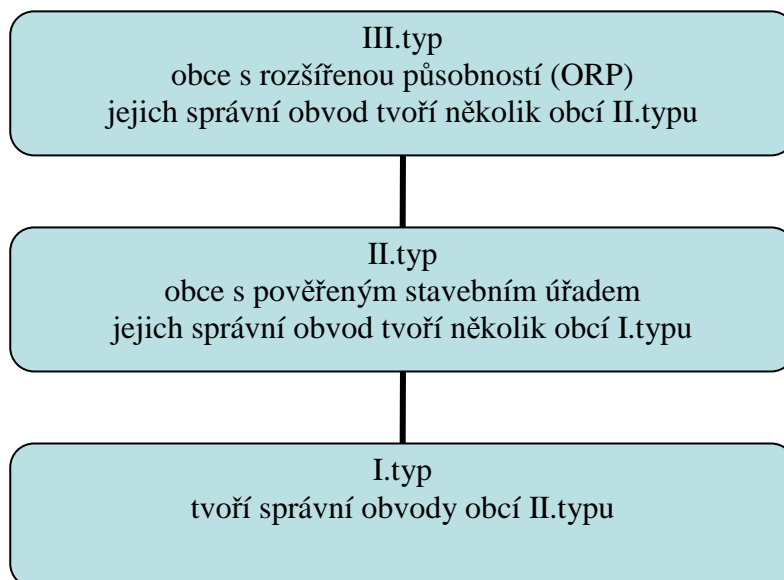 III.typ
obce s rozšířenou působností (ORP)
jejich správní obvod tvoří několik obcí II.typu
II.typ
obce s pověřeným stavebním úřadem
jejich správní obvod tvoří několik obcí I.typu
I.typ
tvoří správní obvody obcí II.typu